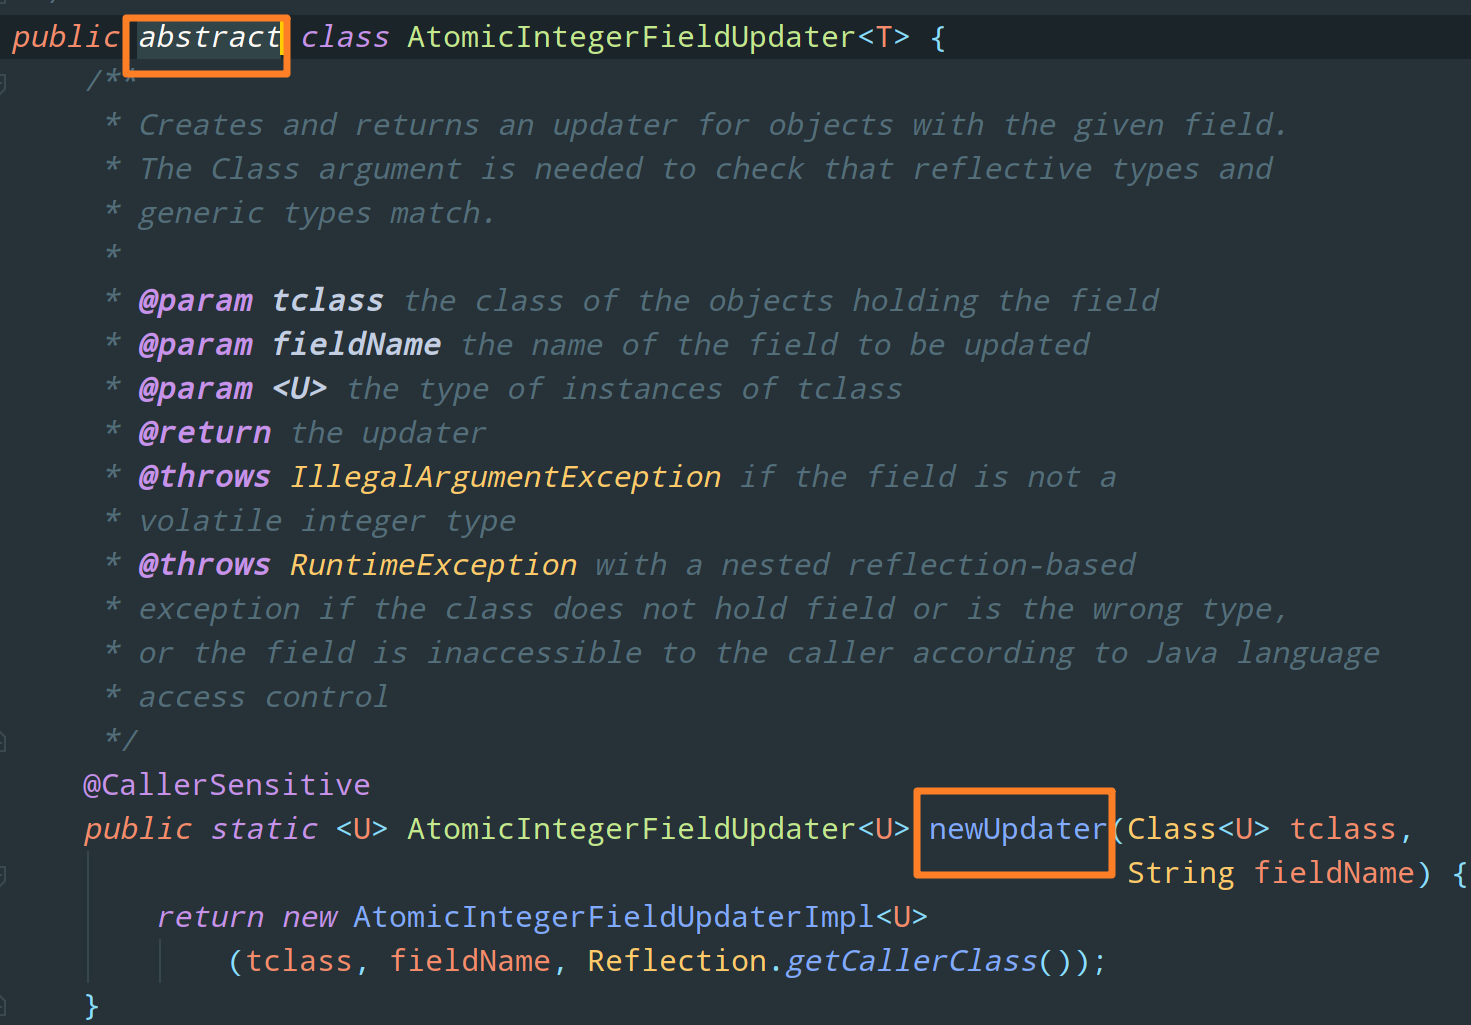 public abstract class AtomicIntegerFieldUpdater<T> {
/**
* Creates and returns an updater for objects with the given field.
* The Class argument is needed to check that reflective types and
* generic types match.
*
* @param tclass the class of the objects holding the field
* @param fieldName the name of the field to be updated
* @param <U> the type of instances of tclass
* @return the updater
* @throws IllegalArgumentException if the field is not a
* volatile integer type
* @throws RuntimeException with a nested reflection-based
* exception if the class does not hold field or is the wrong type,
* or the field is inaccessible to the caller according to Java language
* access control
*/
@CallerSensitive
public static <U> AtomicIntegerFieldUpdater<U> newUpdater(Class<U> tclass,
String fieldName) {
return new AtomicIntegerFieldUpdaterImpl<U>
(tclass, fieldName, Reflection.getCallerClass());
}